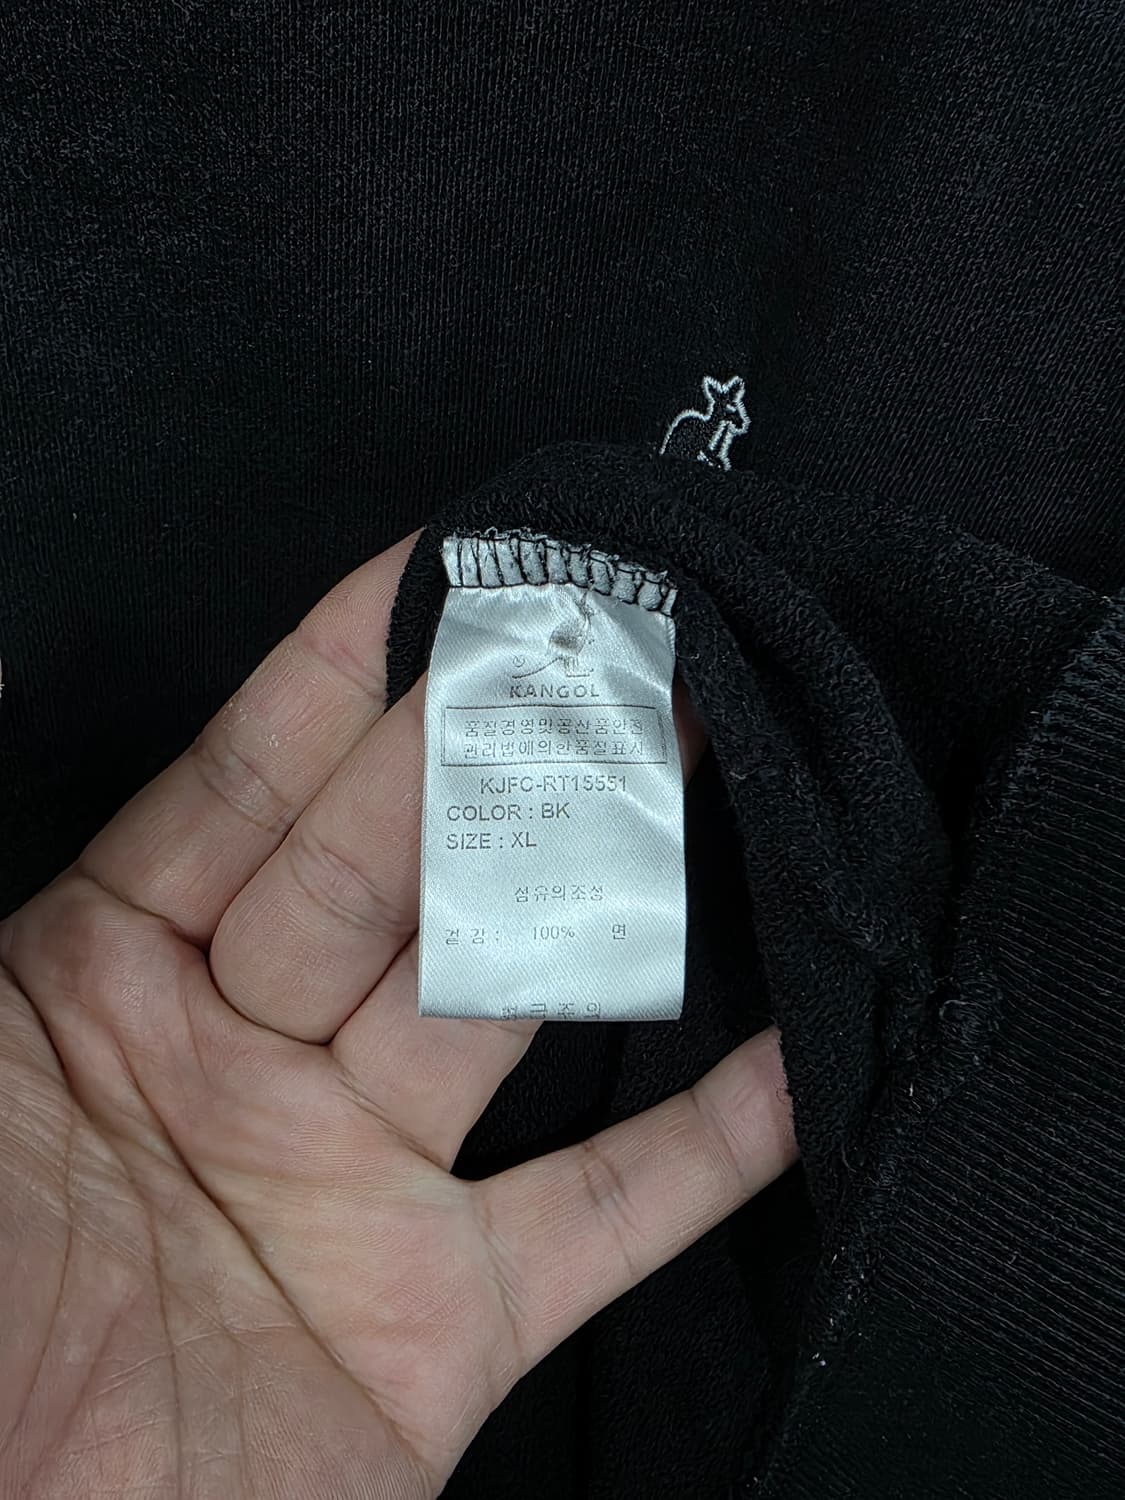 KANGOL
품질경영및공산품안전
관리법에의한품질표시
KJFC-RT15551
COLOR : BK
SIZE : XL
섬유의조성
겉 감 : 100% 면